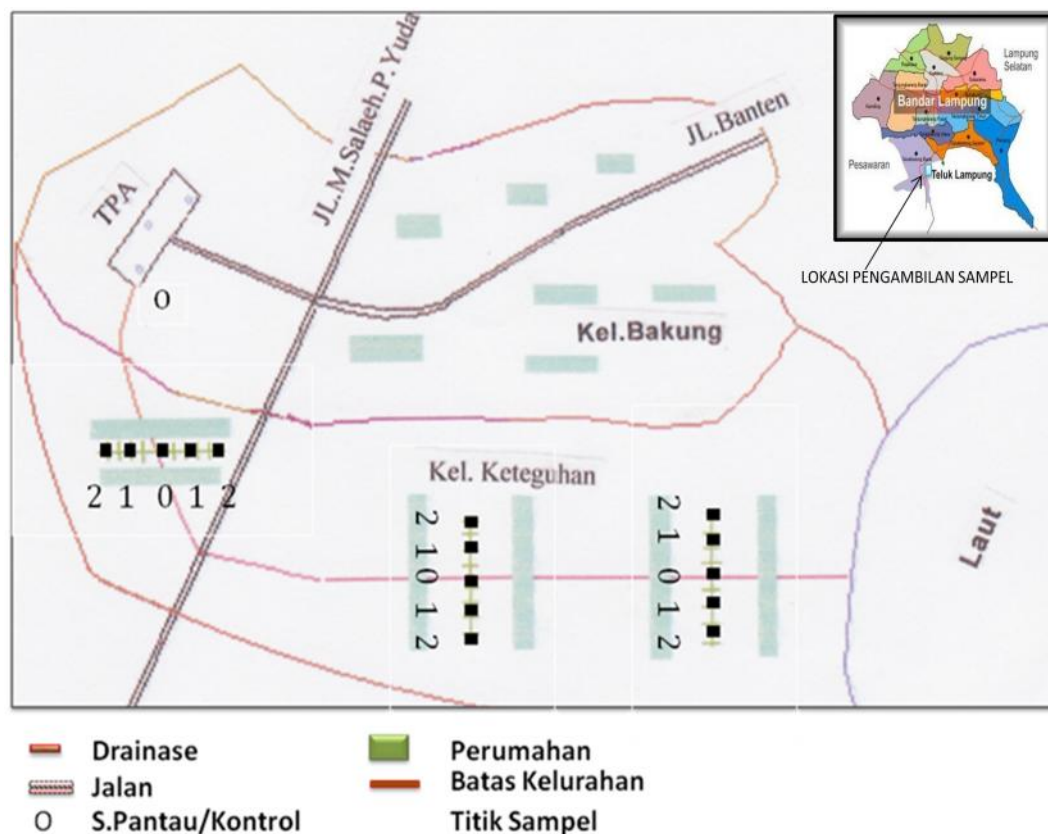 JL.M.Salaeh.P.Yuda
JL.Banten
TPA
O
Lampung
Selatan
Bandar Lampung
Pesawaran
Teluk Lampung
LOKASI PENGAMBILAN SAMPEL
Kel.Bakung
Kel. Keteguhan
2 1 0 1 2
2 1 0 1 2
2 1 0 1 2
Laut
Drainase
Perumahan
Jalan
Batas Kelurahan
O S.Pantau/Kontrol
Titik Sampel